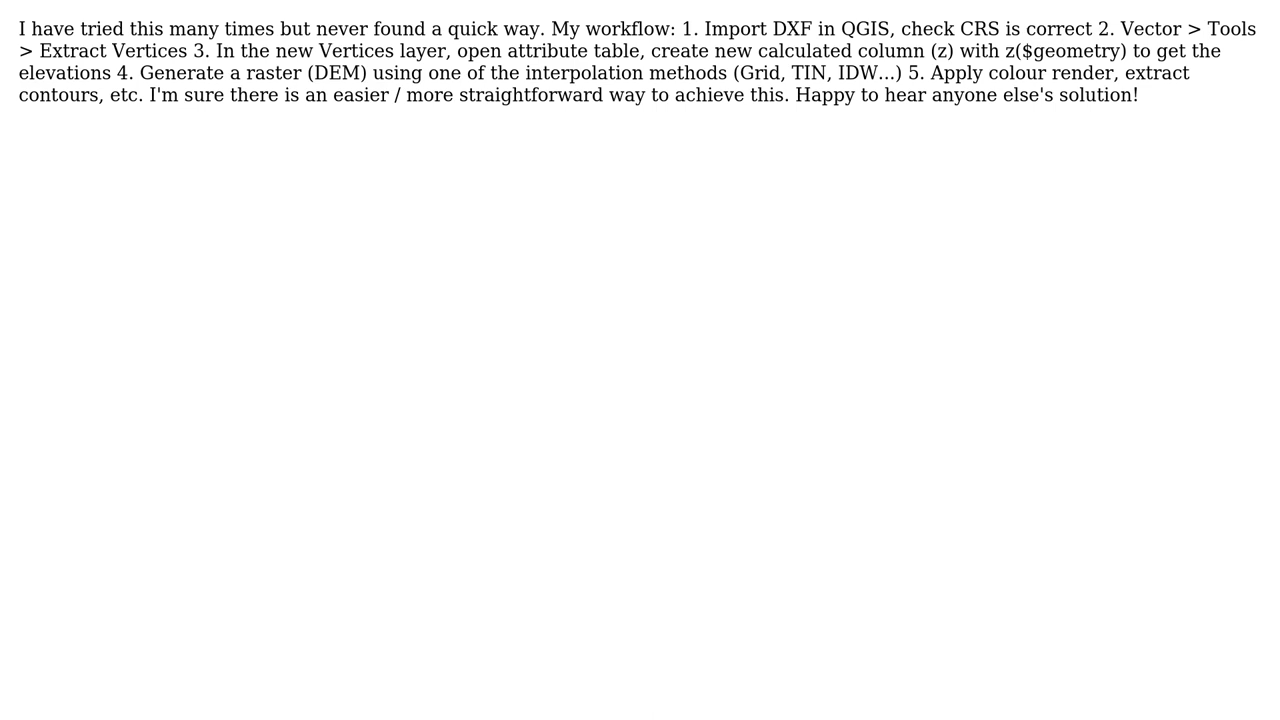 I have tried this many times but never found a quick way. My workflow: 1. Import DXF in QGIS, check CRS is correct 2. Vector > Tools
> Extract Vertices 3. In the new Vertices layer, open attribute table, create new calculated column (z) with z($geometry) to get the
elevations 4. Generate a raster (DEM) using one of the interpolation methods (Grid, TIN, IDW...) 5. Apply colour render, extract
contours, etc. I'm sure there is an easier / more straightforward way to achieve this. Happy to hear anyone else's solution!